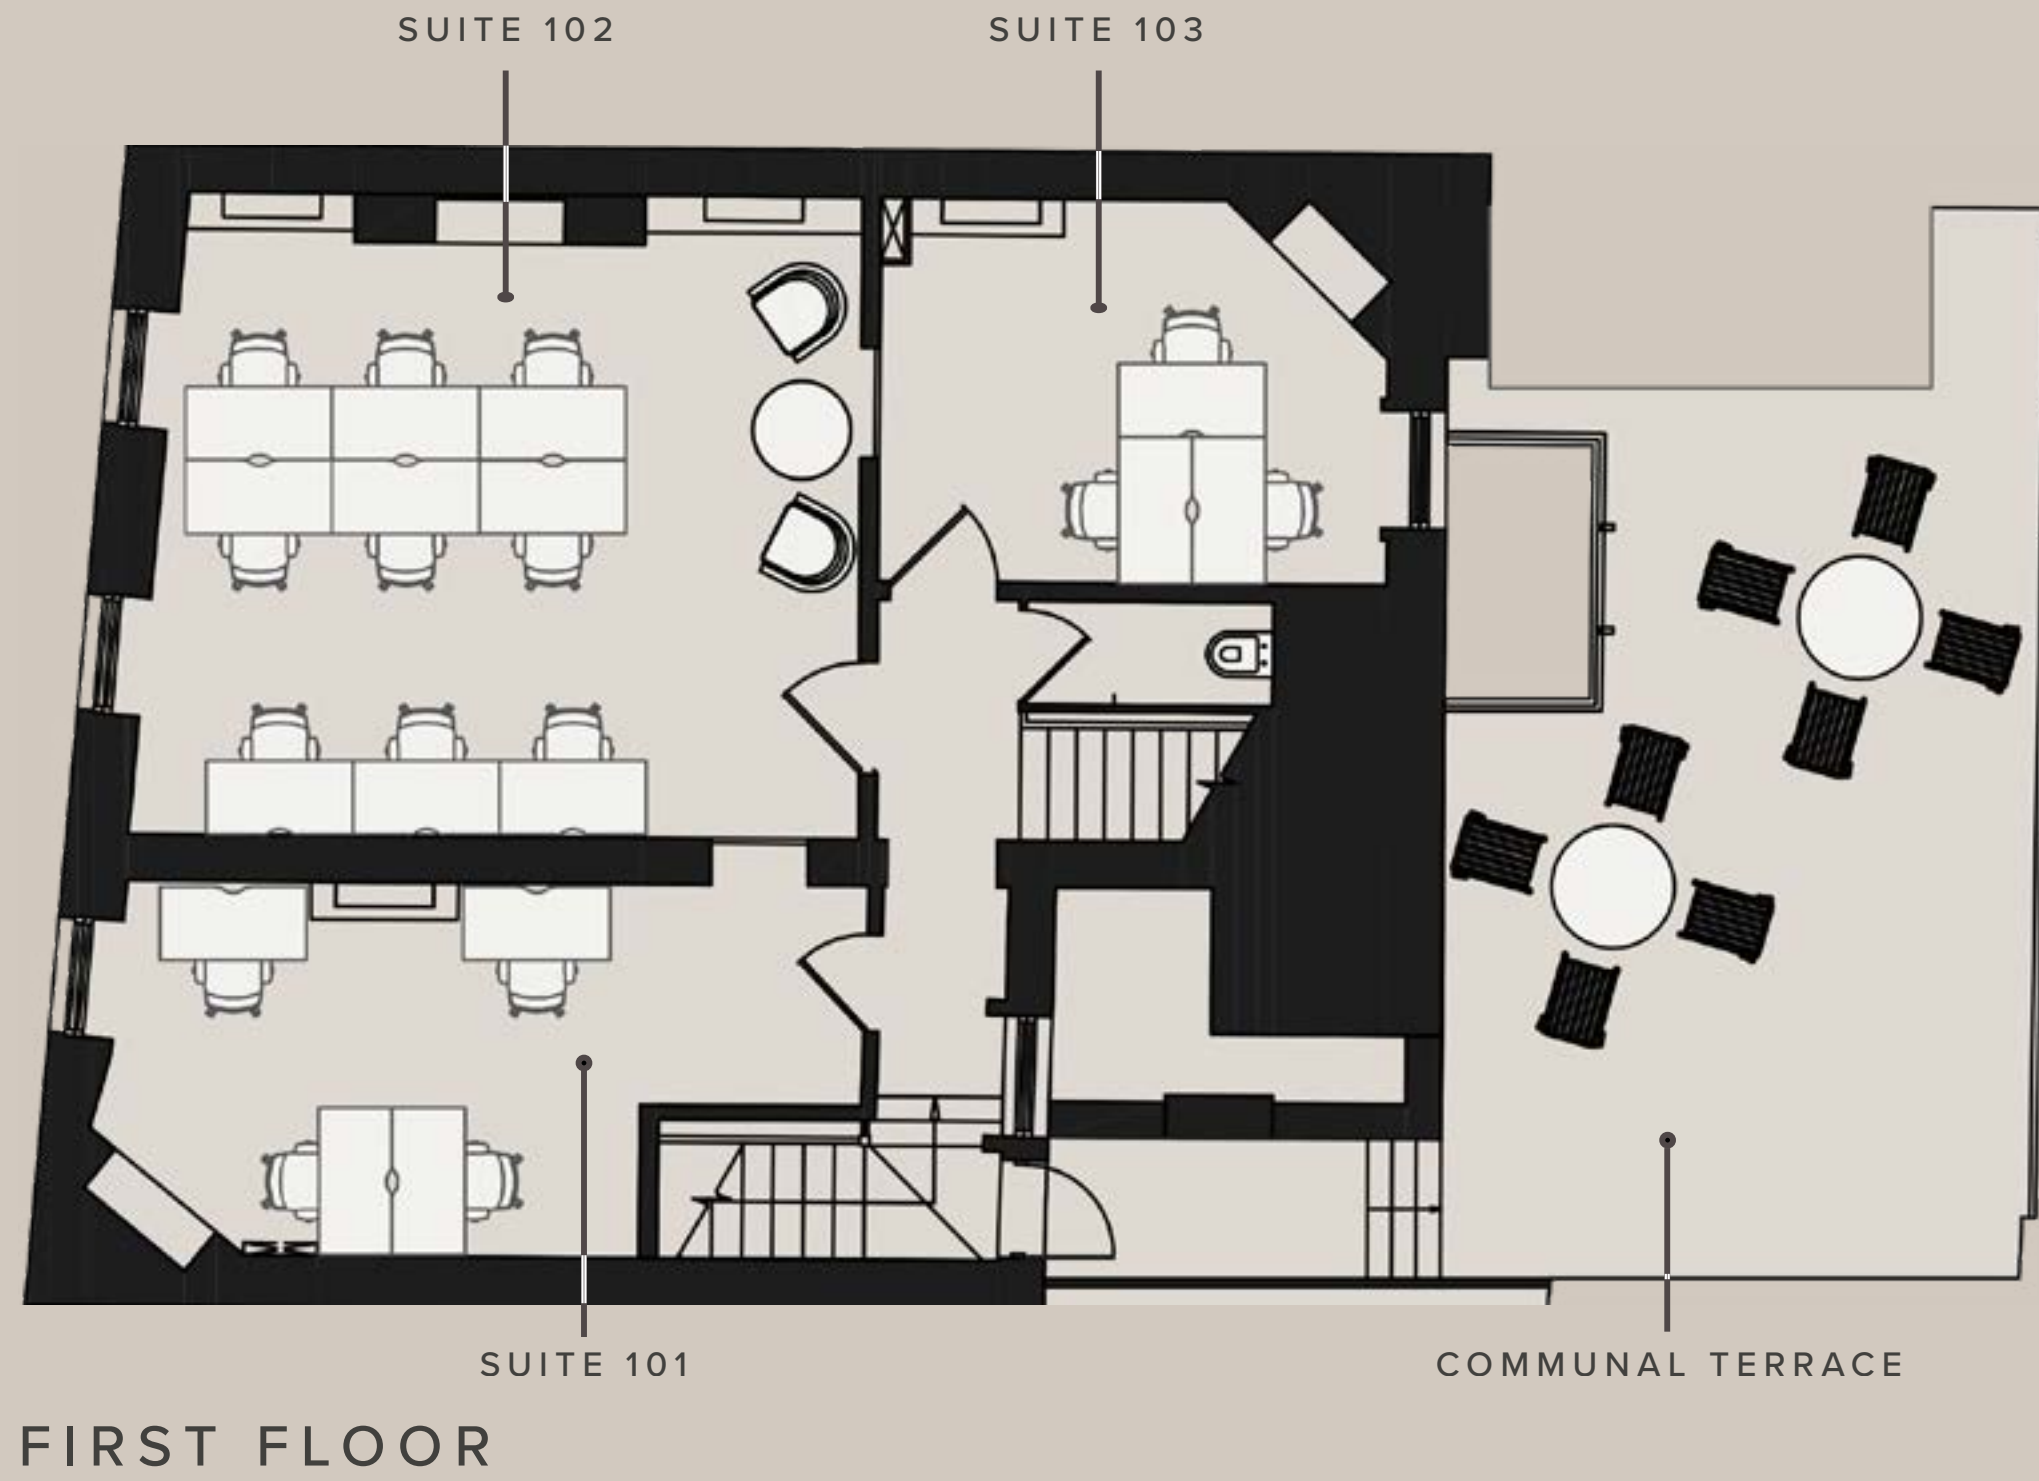 SUITE 102
SUITE 103
SUITE 101
COMMUNAL TERRACE
FIRST FLOOR